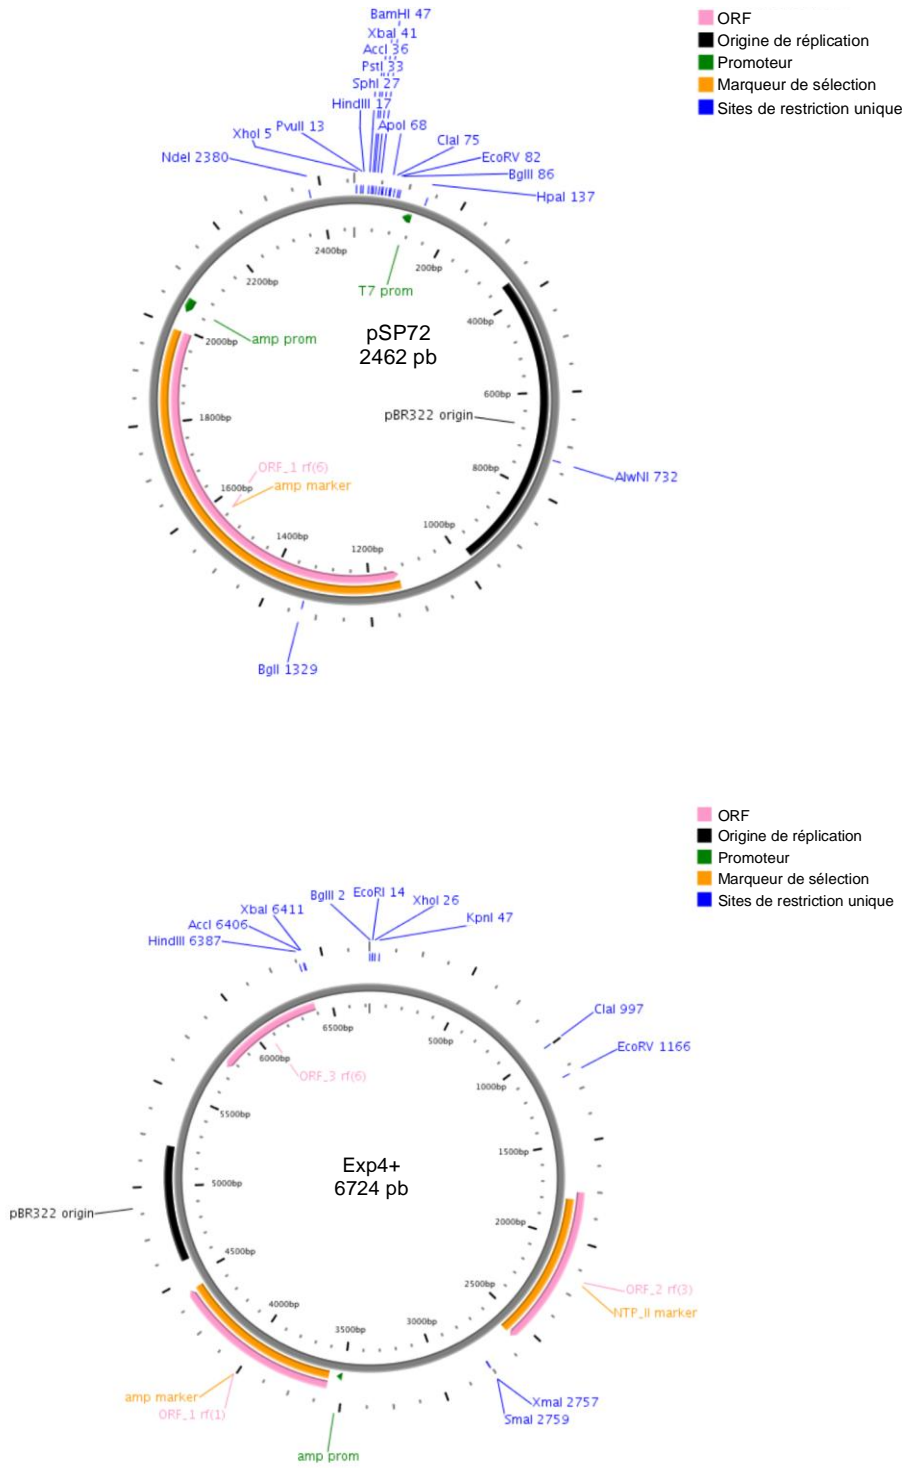 BamHI 47
XbaI 41
AccI 36
PstI 33
SphI 27
HindIII 17
ApoI 68
XhoI 5
PvuII 13
ClaI 75
NdeI 2380
EcoRV 82
BglII 86
HpaI 137
ORF
Origine de réplication
Promoteur
Marqueur de sélection
Sites de restriction unique
2400bp
200bp
2200bp
T7 prom
400bp
2000bp
amp prom
pSP72
2462 pb
600bp
pBR322 origin
1800bp
800bp
AlwNI 732
ORF_1 rf(6)
amp marker
1600bp
1000bp
1400bp
1200bp
BglI 1329
ORF
Origine de réplication
Promoteur
Marqueur de sélection
Sites de restriction unique
BglII 2
EcoRI 14
XhoI 26
KpnI 47
XbaI 6411
AccI 6406
HindIII 6387
ClaI 997
EcoRV 1166
6500bp
500bp
6000bp
ORF_3 rf(6)
1000bp
5500bp
1500bp
Exp4+
6724 pb
5000bp
pBR322 origin
2000bp
4500bp
2500bp
ORF_2 rf(3)
NTP_II marker
4000bp
3500bp
3000bp
amp marker
ORF_1 rf(1)
XmaI 2757
SmaI 2759
amp prom